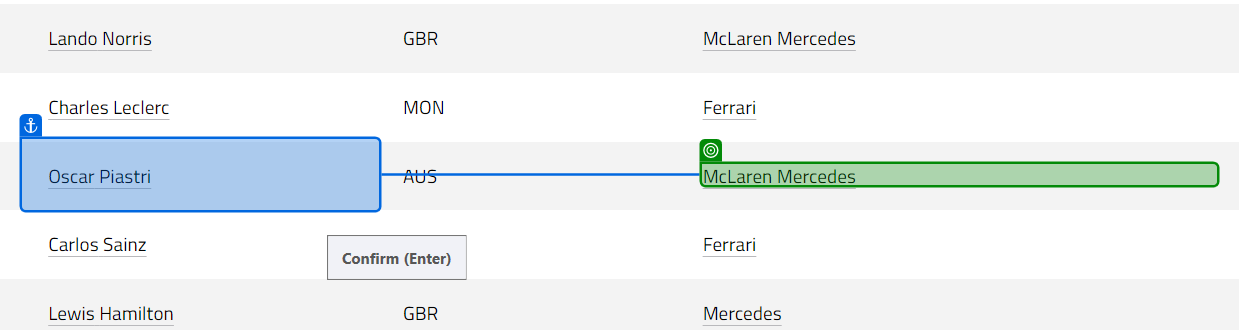 Lando Norris GBR McLaren Mercedes
Charles Leclerc MON Ferrari
Oscar Piastri AUS McLaren Mercedes
Carlos Sainz Ferrari
Confirm (Enter)
Lewis Hamilton GBR Mercedes